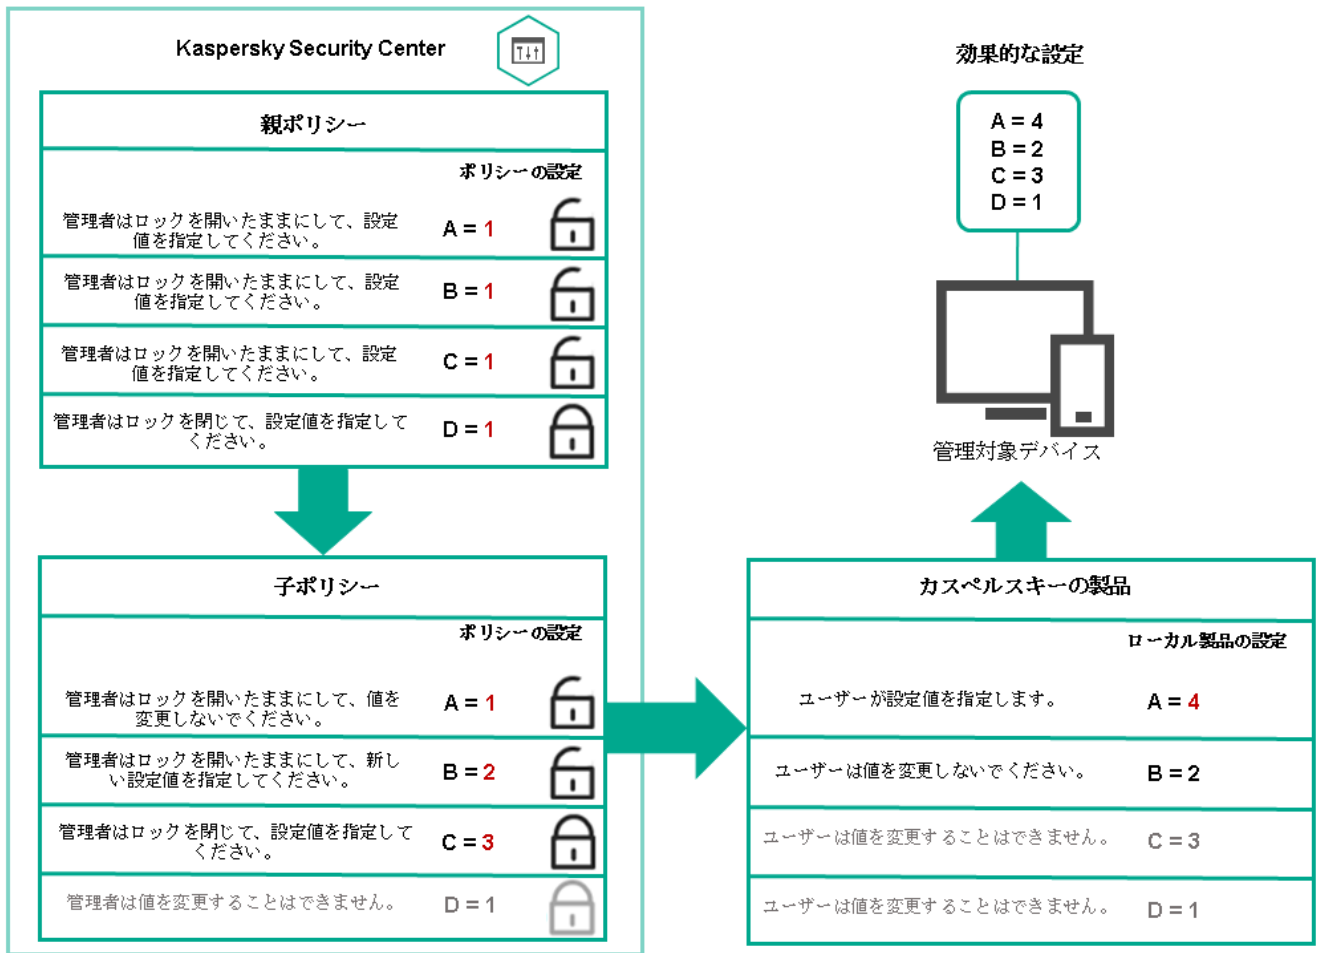 Kaspersky Security Center
親ポリシー
ポリシーの設定
管理者はロックを開いたままにして、設定
値を指定してください。
A = 1
管理者はロックを開いたままにして、設定
値を指定してください。
B = 1
管理者はロックを開いたままにして、設定
値を指定してください。
C = 1
管理者はロックを閉じて、設定値を指定して
ください。
D = 1
子ポリシー
ポリシーの設定
管理者はロックを開いたままにして、値を
変更しないでください。
A = 1
管理者はロックを開いたままにして、新し
い設定値を指定してください。
B = 2
管理者はロックを閉じて、設定値を指定して
ください。
C = 3
管理者は値を変更することはできません。
D = 1
効果的な設定
A = 4
B = 2
C = 3
D = 1
管理対象デバイス
カスペルスキーの製品
ローカル製品の設定
ユーザーが設定値を指定します。
A = 4
ユーザーは値を変更しないでください。
B = 2
ユーザーは値を変更することはできません。
C = 3
ユーザーは値を変更することはできません。
D = 1